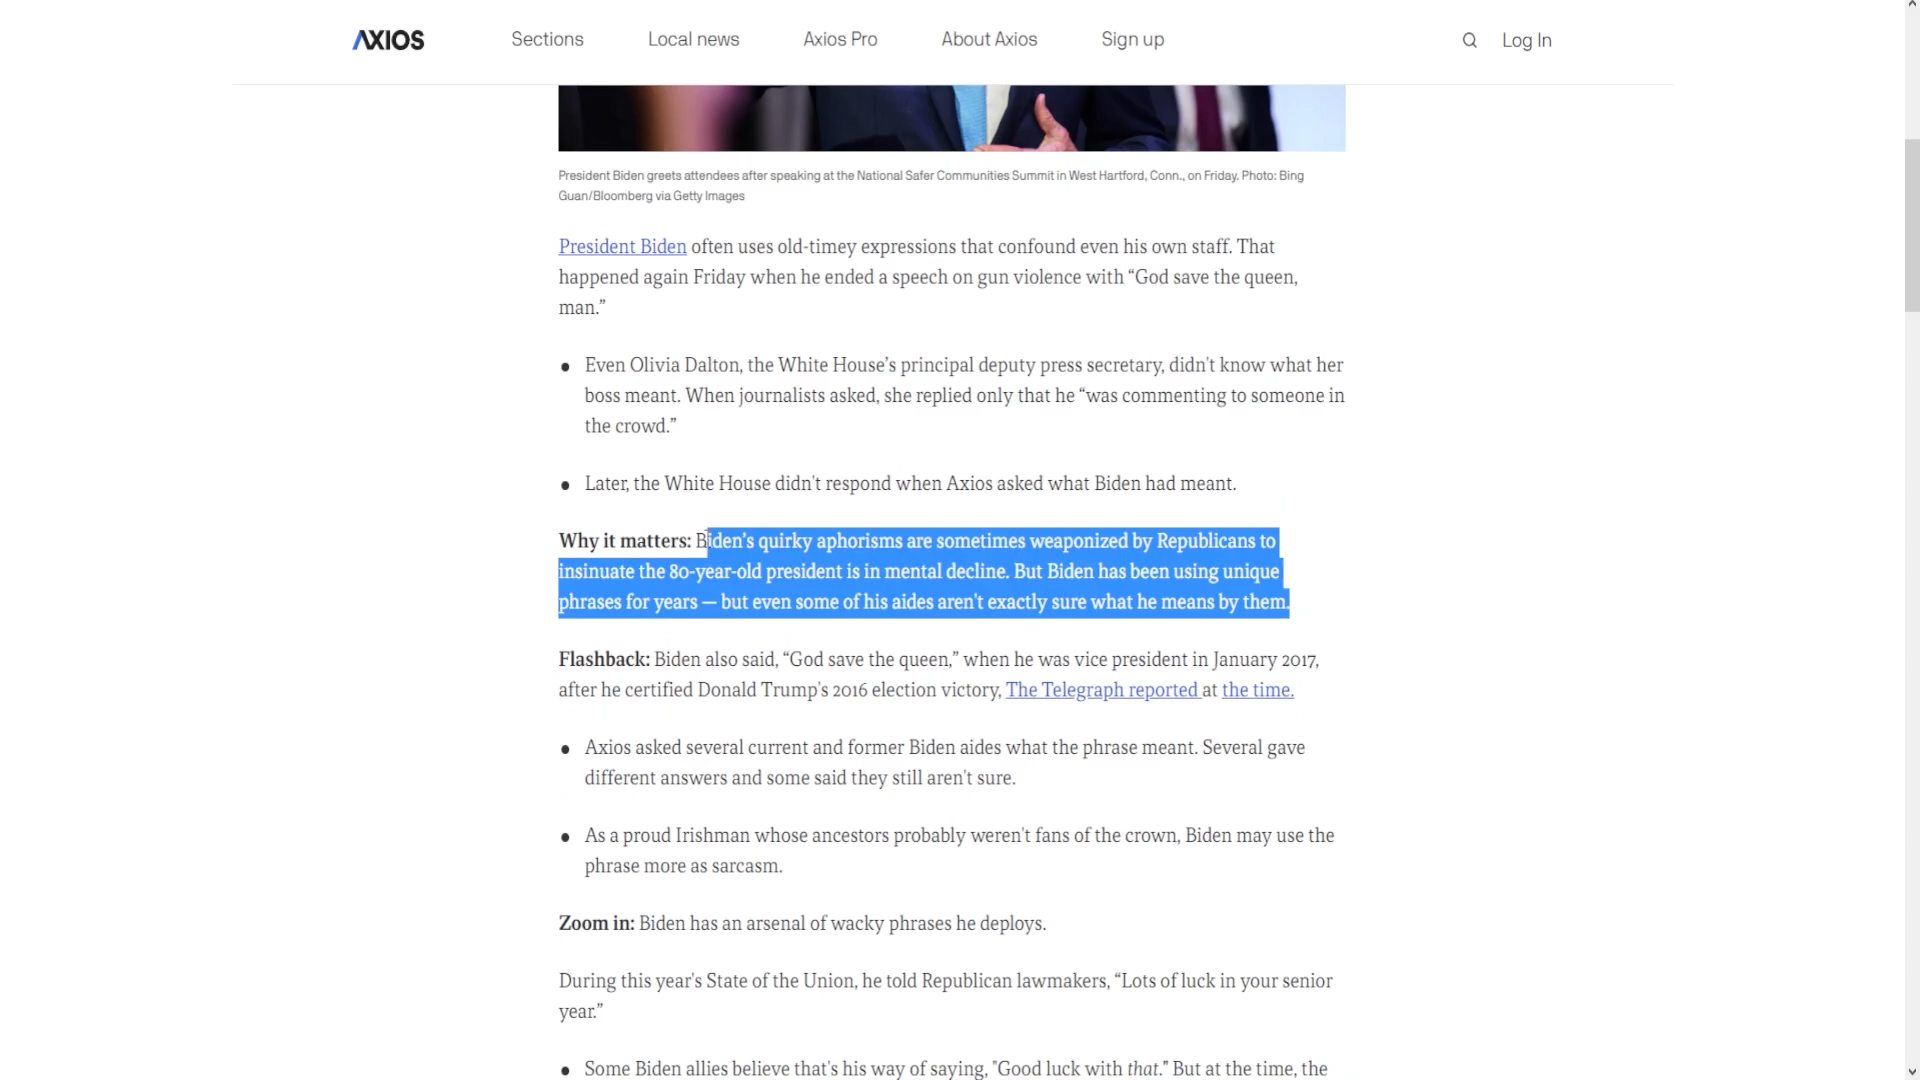 AXIOS Sections Local news Axios Pro About Axios Sign up Log In
President Biden greets attendees after speaking at the National Safer Communities Summit in West Hartford, Conn., on Friday. Photo: Bing
Guan/Bloomberg via Getty Images
President Biden often uses old-timey expressions that confound even his own staff. That
happened again Friday when he ended a speech on gun violence with “God save the queen,
man.”
● Even Olivia Dalton, the White House’s principal deputy press secretary, didn't know what her
boss meant. When journalists asked, she replied only that he “was commenting to someone in
the crowd.”
● Later, the White House didn't respond when Axios asked what Biden had meant.
Why it matters: Biden’s quirky aphorisms are sometimes weaponized by Republicans to
insinuate the 80-year-old president is in mental decline. But Biden has been using unique
phrases for years — but even some of his aides aren't exactly sure what he means by them.
Flashback: Biden also said, “God save the queen,” when he was vice president in January 2017,
after he certified Donald Trump's 2016 election victory, The Telegraph reported at the time.
● Axios asked several current and former Biden aides what the phrase meant. Several gave
different answers and some said they still aren't sure.
● As a proud Irishman whose ancestors probably weren't fans of the crown, Biden may use the
phrase more as sarcasm.
Zoom in: Biden has an arsenal of wacky phrases he deploys.
During this year's State of the Union, he told Republican lawmakers, “Lots of luck in your senior
year.”
● Some Biden allies believe that's his way of saying, "Good luck with that." But at the time, the